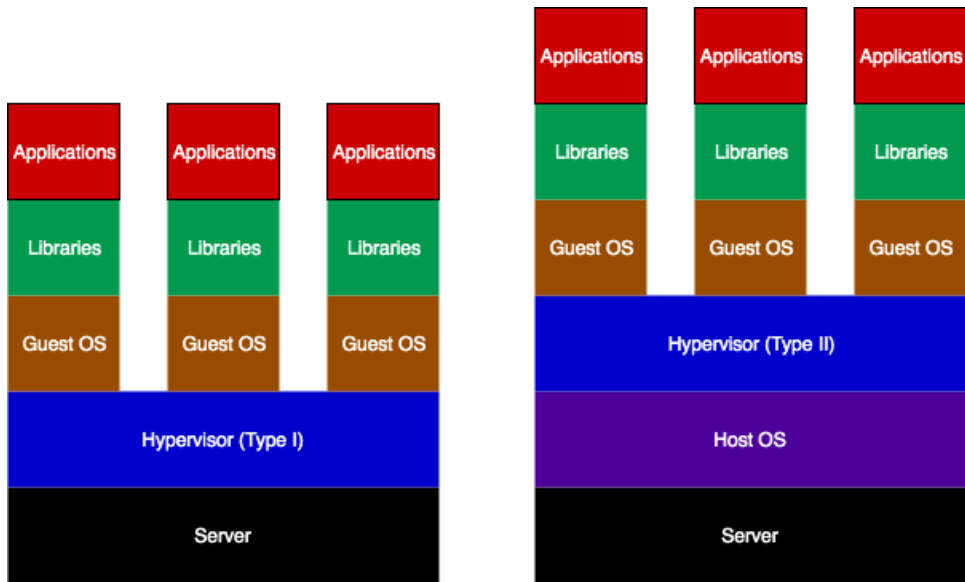 Applications Applications Applications
Libraries Libraries Libraries
Guest OS Guest OS Guest OS
Hypervisor (Type I)
Server
Applications Applications Applications
Libraries Libraries Libraries
Guest OS Guest OS Guest OS
Hypervisor (Type II)
Host OS
Server